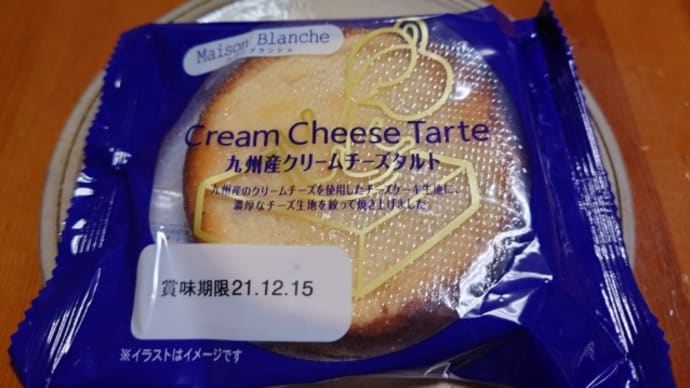 Maison Blanche
メゾンブランシュ
Cream Cheese Tarte
九州産クリームチーズタルト
九州産のクリームチーズを使用したチーズケーキ生地に、
濃厚なチーズ生地を絞って焼き上げました。
賞味期限21.12.15
※イラストはイメージです